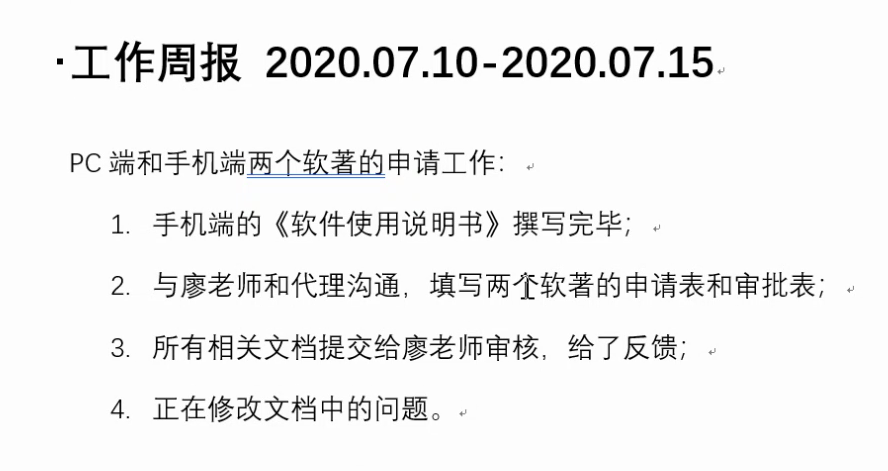 ·工作周报 2020.07.10-2020.07.15
PC 端和手机端两个软著的申请工作：
1. 手机端的《软件使用说明书》撰写完毕；
2. 与廖老师和代理沟通，填写两个软著的申请表和审批表；
3. 所有相关文档提交给廖老师审核，给了反馈；
4. 正在修改文档中的问题。